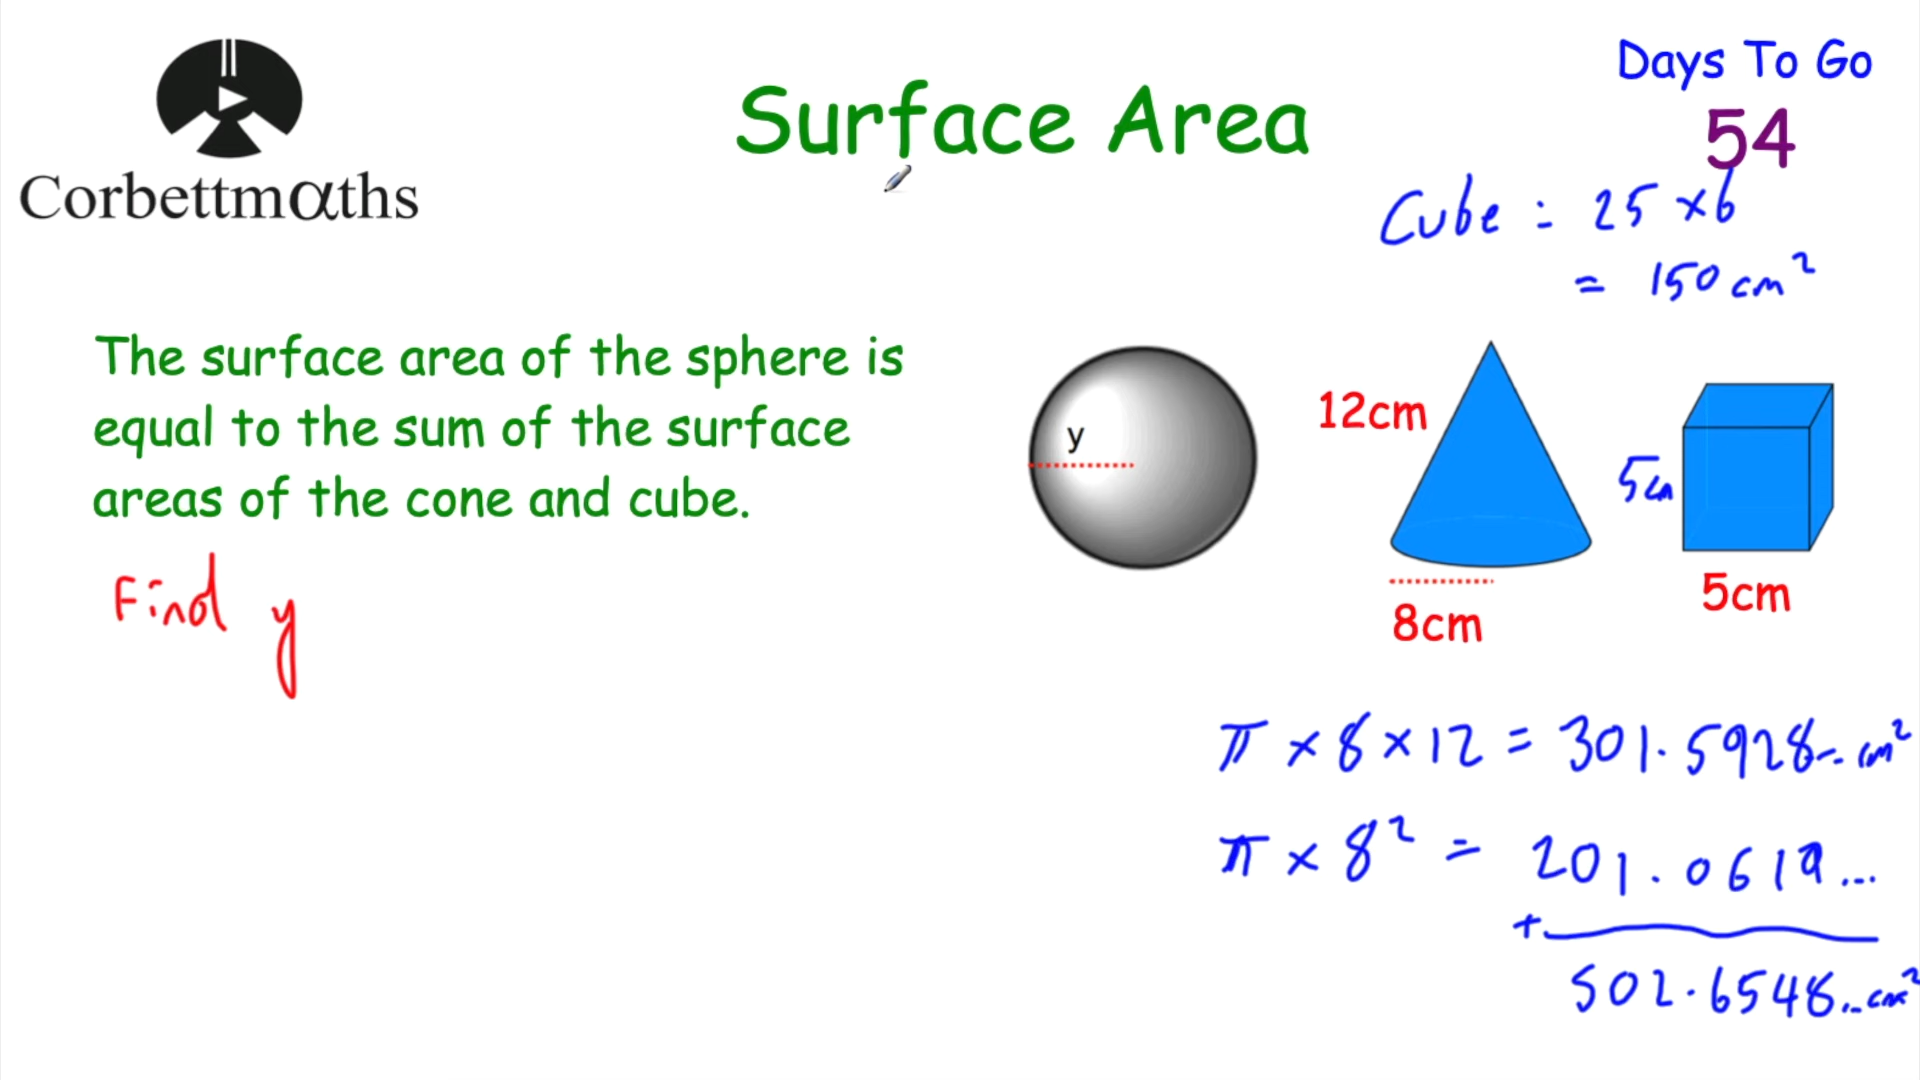 Corbettmαths
Surface Area
Days To Go
54
Cube = 25 × 6
= 150 cm²
The surface area of the sphere is
equal to the sum of the surface
areas of the cone and cube.
Find y
y
12cm
8cm
5cm
5cm
π × 8 × 12 = 301.5928... cm²
π × 8² = 201.0619...
+
502.6548... cm²